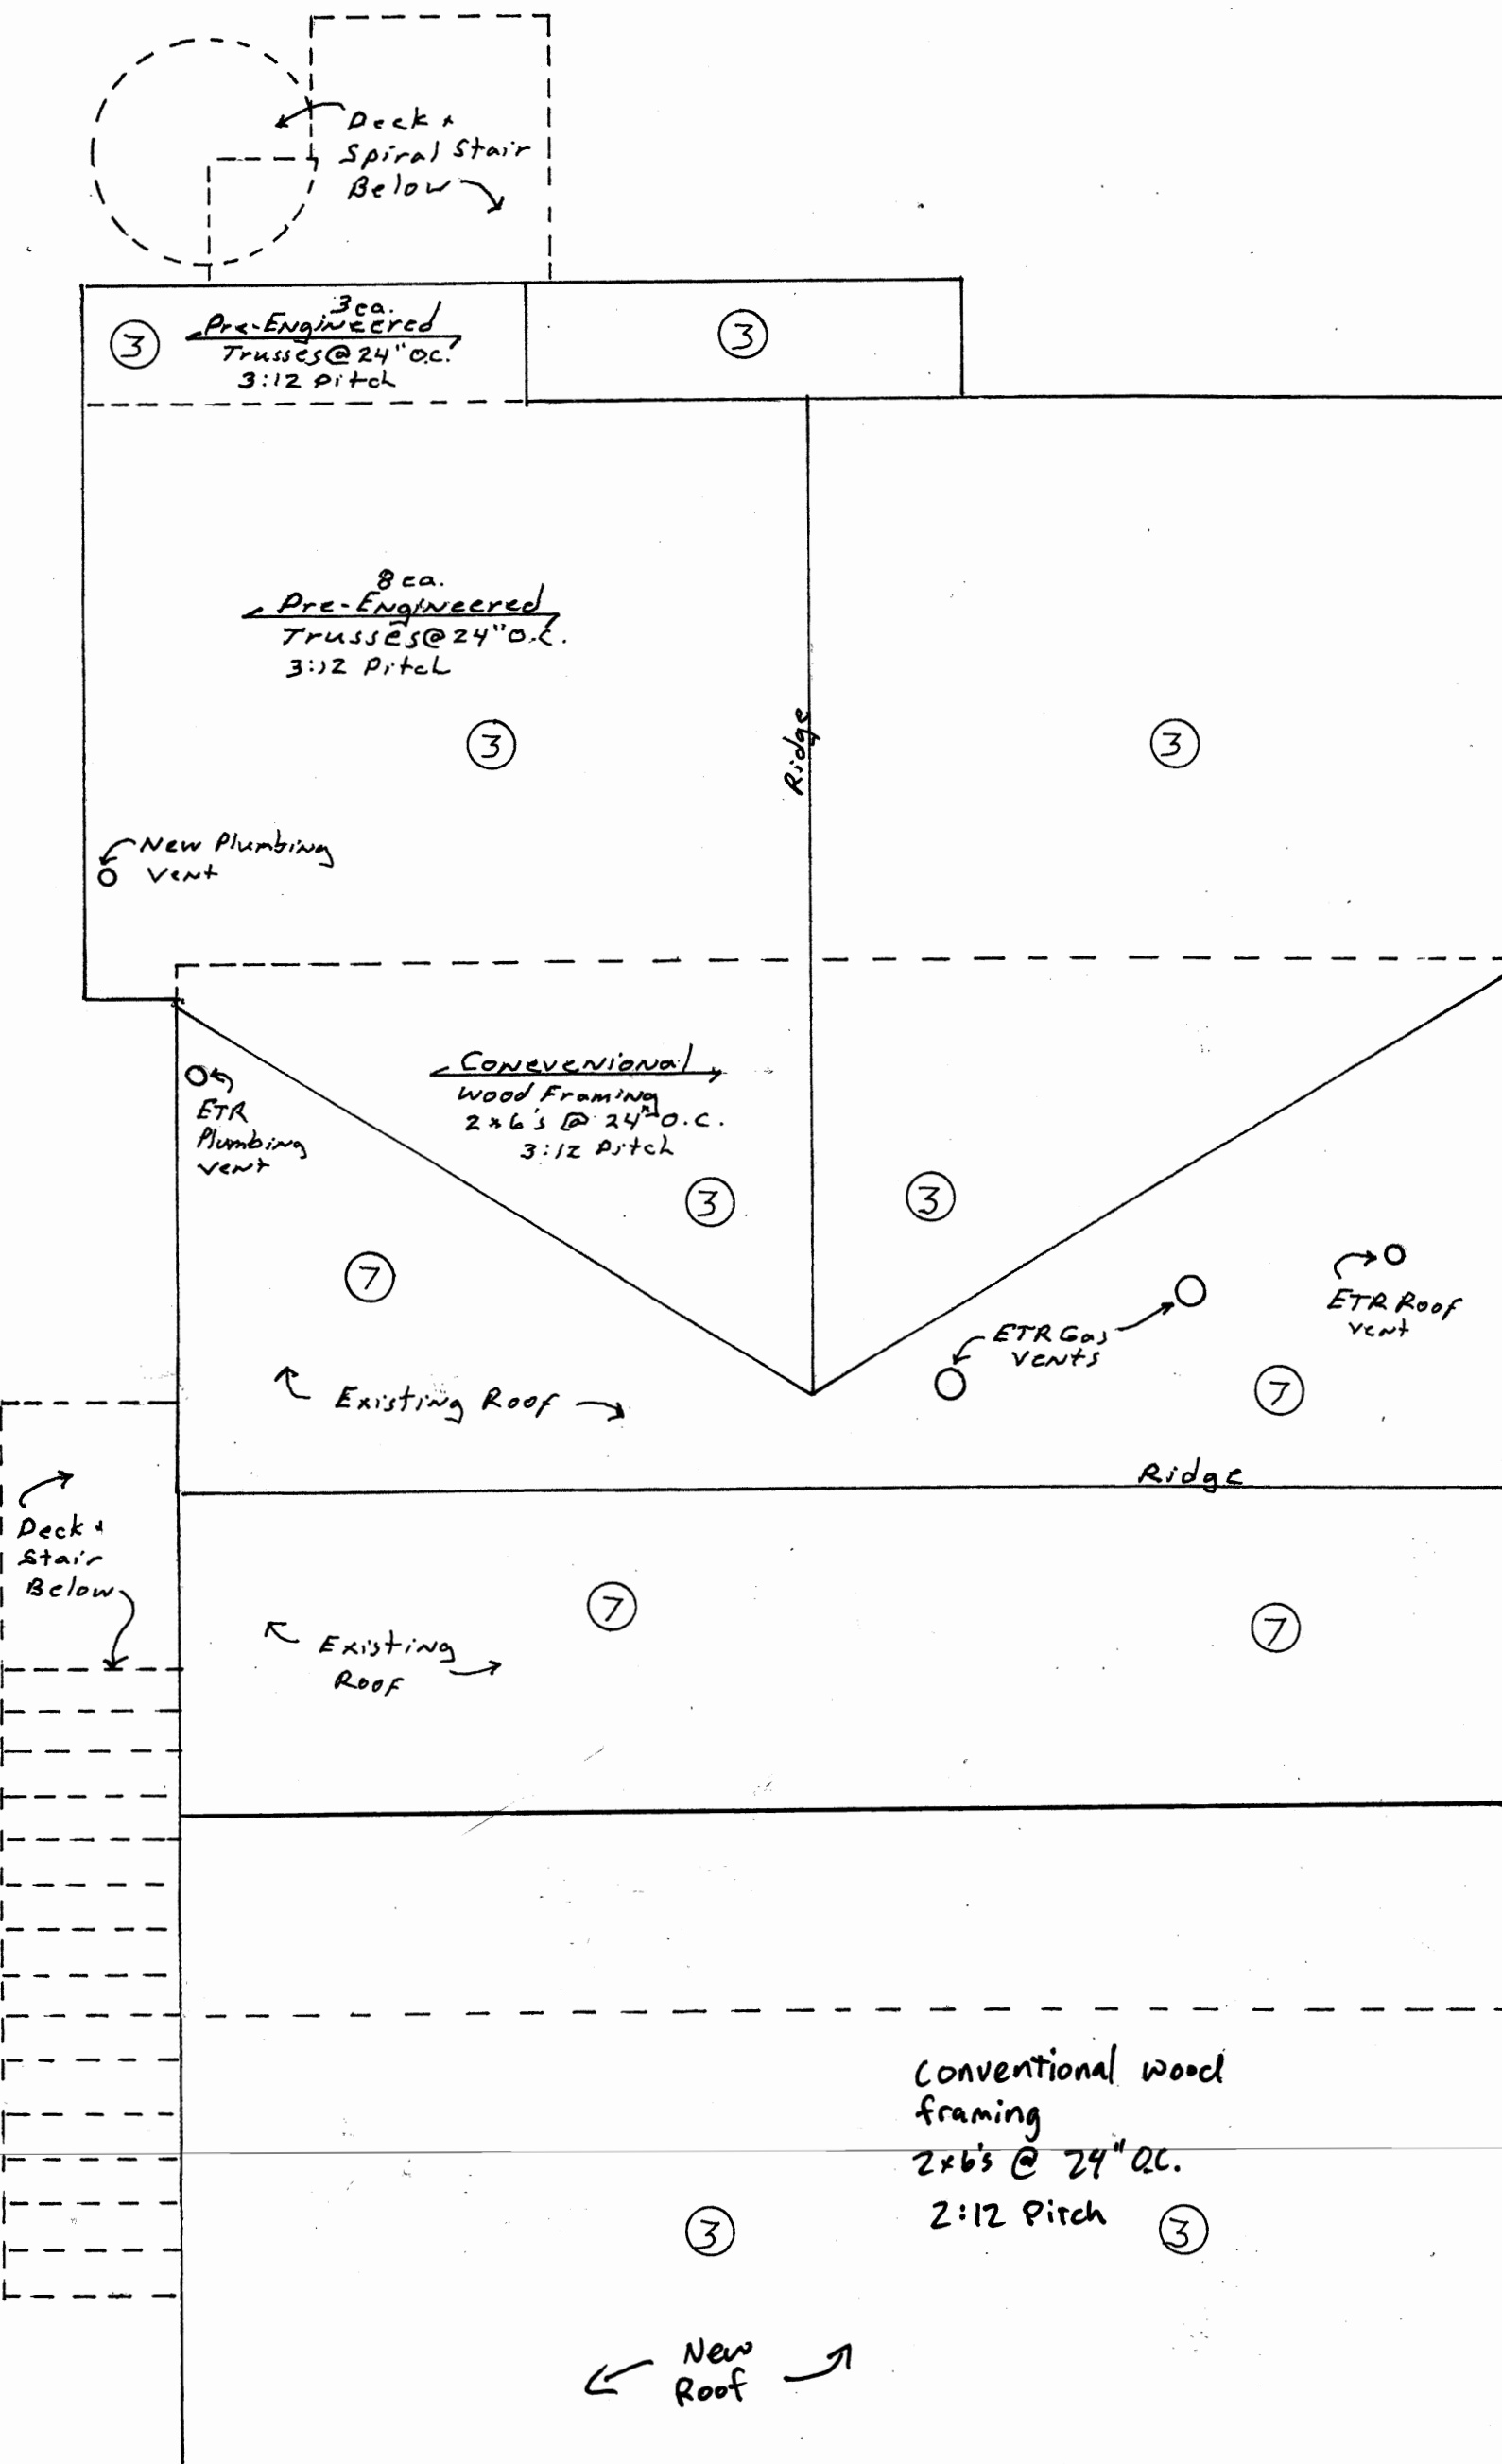 Deck +
Spiral Stair
Below
3 ea.
Pre-Engineered
Trusses @ 24" O.C.
3:12 Pitch
3
3
8 ea.
Pre-Engineered
Trusses @ 24" O.C.
3:12 Pitch
3
Ridge
3
New Plumbing
Vent
Conevenional
Wood Framing
2x6's @ 24" O.C.
3:12 Pitch
ETR
Plumbing
Vent
3
3
7
ETR Roof
Vent
ETR Gas
Vents
7
Existing Roof
Ridge
Deck +
Stair
Below
7
7
Existing
Roof
Conventional wood
framing
2x6's @ 24" O.C.
2:12 Pitch
3
3
New
Roof